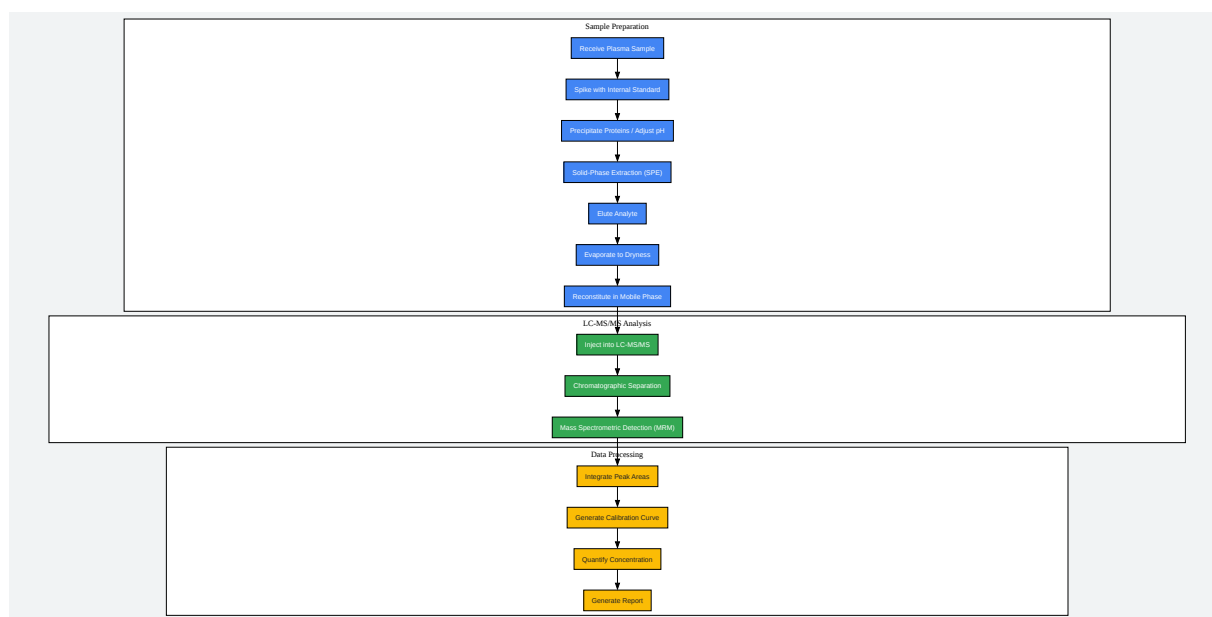 Sample Preparation
Receive Plasma Sample
Spike with Internal Standard
Precipitate Proteins / Adjust pH
Solid-Phase Extraction (SPE)
Elute Analyte
Evaporate to Dryness
Reconstitute in Mobile Phase
LC-MS/MS Analysis
Inject into LC-MS/MS
Chromatographic Separation
Mass Spectrometric Detection (MRM)
Data Processing
Integrate Peak Areas
Generate Calibration Curve
Quantify Concentration
Generate Report